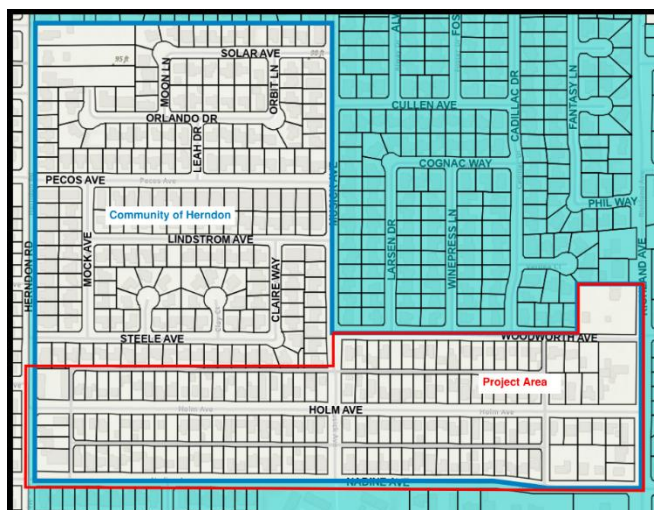 ALV
FOS
SOLAR AVE
MOON LN
ORBIT LN
CULLEN AVE
CADILLAC DR
FANTASY LN
ORLANDO DR
LEAH DR
COGNAC WAY
PECOS AVE
Pecos Ave
PHIL WAY
Community of Herndon
LARSEN DR
WINEPRESS LN
LINDSTROM AVE
HERNDON RD
MOCK AVE
CLAIRE WAY
STEELE AVE
WOODWORTH AVE
Project Area
Holm Ave
HOLM AVE
Holm Ave
NADINE AVE